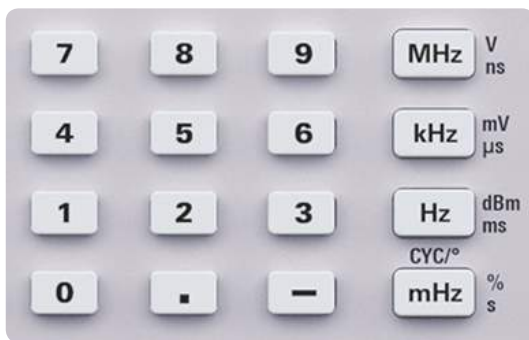 7 8 9 MHz V
ns
4 5 6 kHz mV
µs
1 2 3 Hz dBm
ms
CYC/°
0 . — mHz %
s